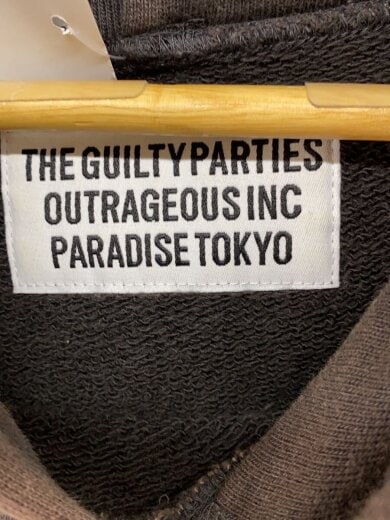 THE GUILTY PARTIES
OUTRAGEOUS INC
PARADISE TOKYO